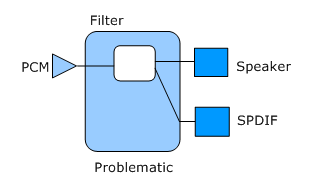 Filter
PCM
Speaker
SPDIF
Problematic